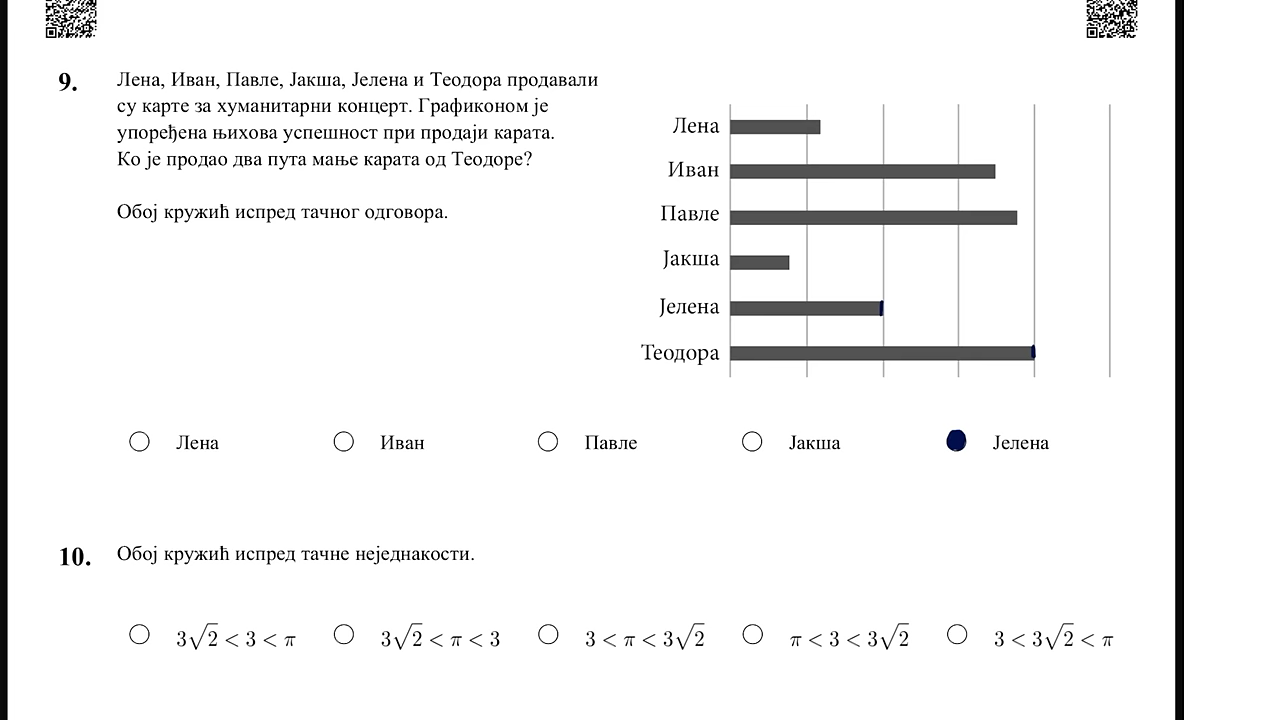 9.
Лена, Иван, Павле, Јакша, Јелена и Теодора продавали
су карте за хуманитарни концерт. Графиконом је
упоређена њихова успешност при продаји карата.
Ко је продао два пута мање карата од Теодоре?
Обој кружић испред тачног одговора.
Лена
Иван
Павле
Јакша
Јелена
Теодора
Лена Иван Павле Јакша Јелена
10. Обој кружић испред тачне неједнакости.
3√2 < 3 < π 3√2 < π < 3 3 < π < 3√2 π < 3 < 3√2 3 < 3√2 < π